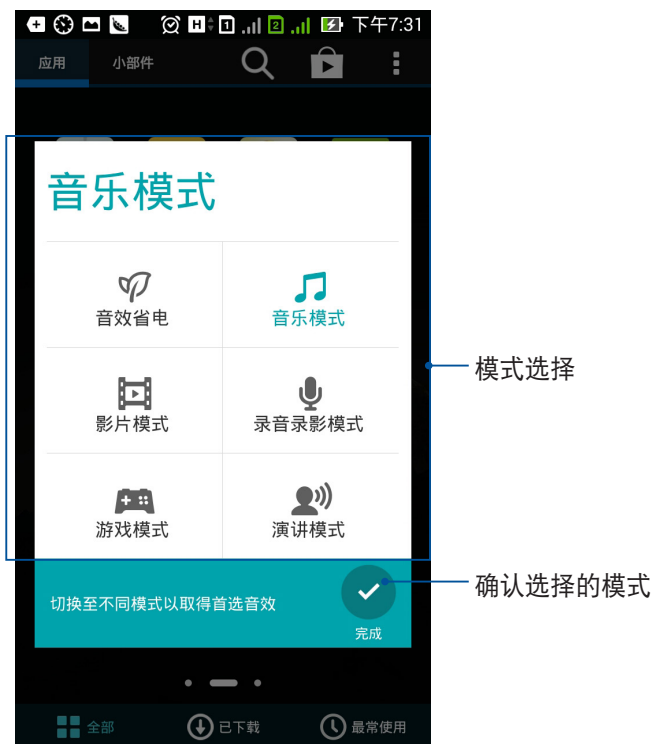 下午7:31
应用
小部件
音乐模式
音效省电
音乐模式
影片模式
录音录影模式
游戏模式
演讲模式
模式选择
切换至不同模式以取得首选音效
完成
确认选择的模式
全部
已下载
最常使用